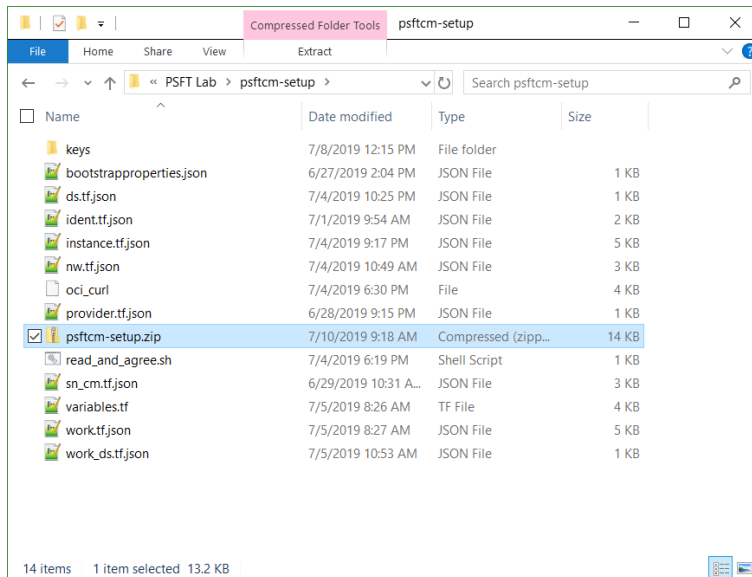 Compressed Folder Tools psftcm-setup
File Home Share View Extract
« PSFT Lab > psftcm-setup > Search psftcm-setup
Name Date modified Type Size
keys 7/8/2019 12:15 PM File folder
bootstrapproperties.json 6/27/2019 2:04 PM JSON File 1 KB
ds.tf.json 7/4/2019 10:25 PM JSON File 1 KB
ident.tf.json 7/1/2019 9:54 AM JSON File 2 KB
instance.tf.json 7/4/2019 9:17 PM JSON File 5 KB
nw.tf.json 7/4/2019 10:49 AM JSON File 3 KB
oci_curl 7/4/2019 6:30 PM File 4 KB
provider.tf.json 6/28/2019 9:15 PM JSON File 1 KB
psftcm-setup.zip 7/10/2019 9:18 AM Compressed (zipp... 14 KB
read_and_agree.sh 7/4/2019 6:19 PM Shell Script 1 KB
sn_cm.tf.json 6/29/2019 10:31 A... JSON File 3 KB
variables.tf 7/5/2019 8:26 AM TF File 4 KB
work.tf.json 7/5/2019 8:27 AM JSON File 5 KB
work_ds.tf.json 7/5/2019 10:53 AM JSON File 1 KB
14 items 1 item selected 13.2 KB